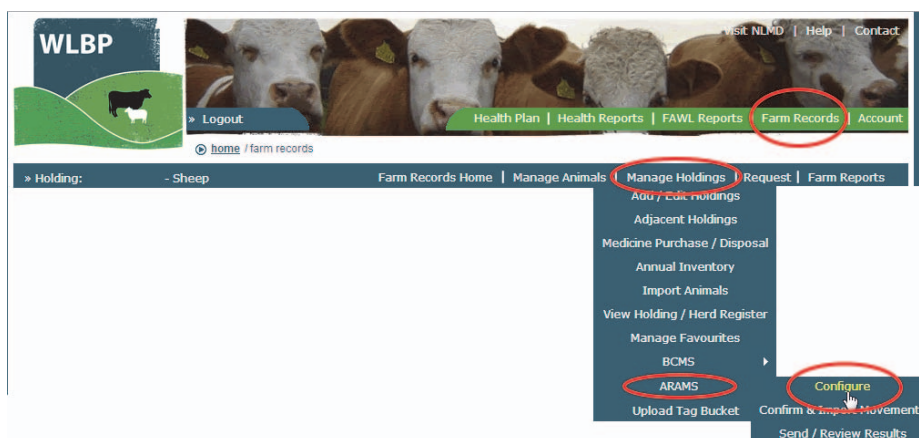 WLBP
Visit NLMD | Help | Contact
» Logout
Health Plan | Health Reports | FAWL Reports | Farm Records | Account
home / farm records
» Holding: - Sheep
Farm Records Home | Manage Animals | Manage Holdings | Request | Farm Reports
Add / Edit Holdings
Adjacent Holdings
Medicine Purchase / Disposal
Annual Inventory
Import Animals
View Holding / Herd Register
Manage Favourites
BCMS
ARAMS
Configure
Upload Tag Bucket
Confirm & Import Movement
Send / Review Results